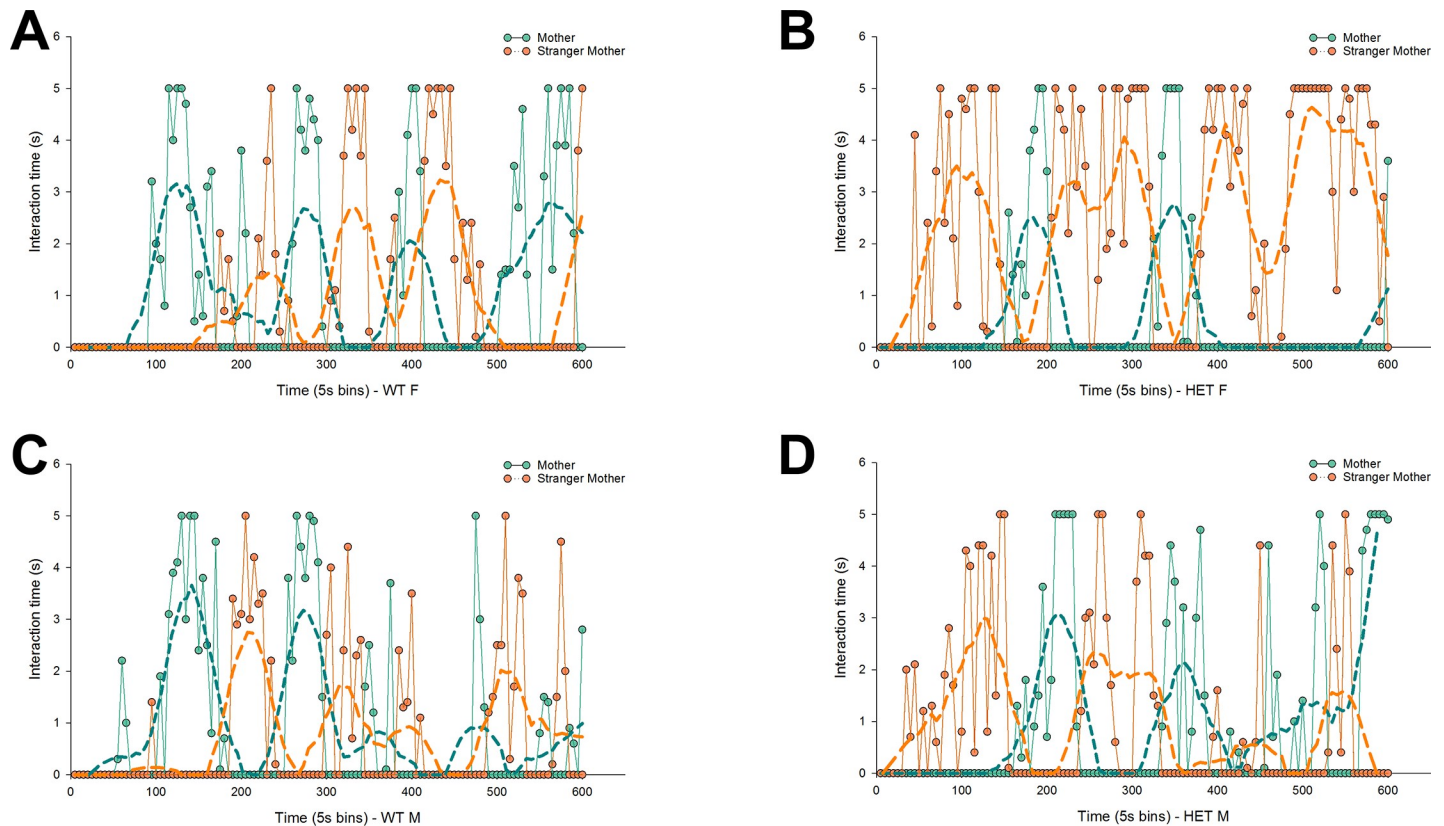 A
6
5
4
3
2
1
0
Interaction time (s)
Mother
Stranger Mother
0 100 200 300 400 500 600
Time (5s bins) - WT F
B
6
5
4
3
2
1
0
Interaction time (s)
Mother
Stranger Mother
0 100 200 300 400 500 600
Time (5s bins) - HET F
C
6
5
4
3
2
1
0
Interaction time (s)
Mother
Stranger Mother
0 100 200 300 400 500 600
Time (5s bins) - WT M
D
6
5
4
3
2
1
0
Interaction time (s)
Mother
Stranger Mother
0 100 200 300 400 500 600
Time (5s bins) - HET M